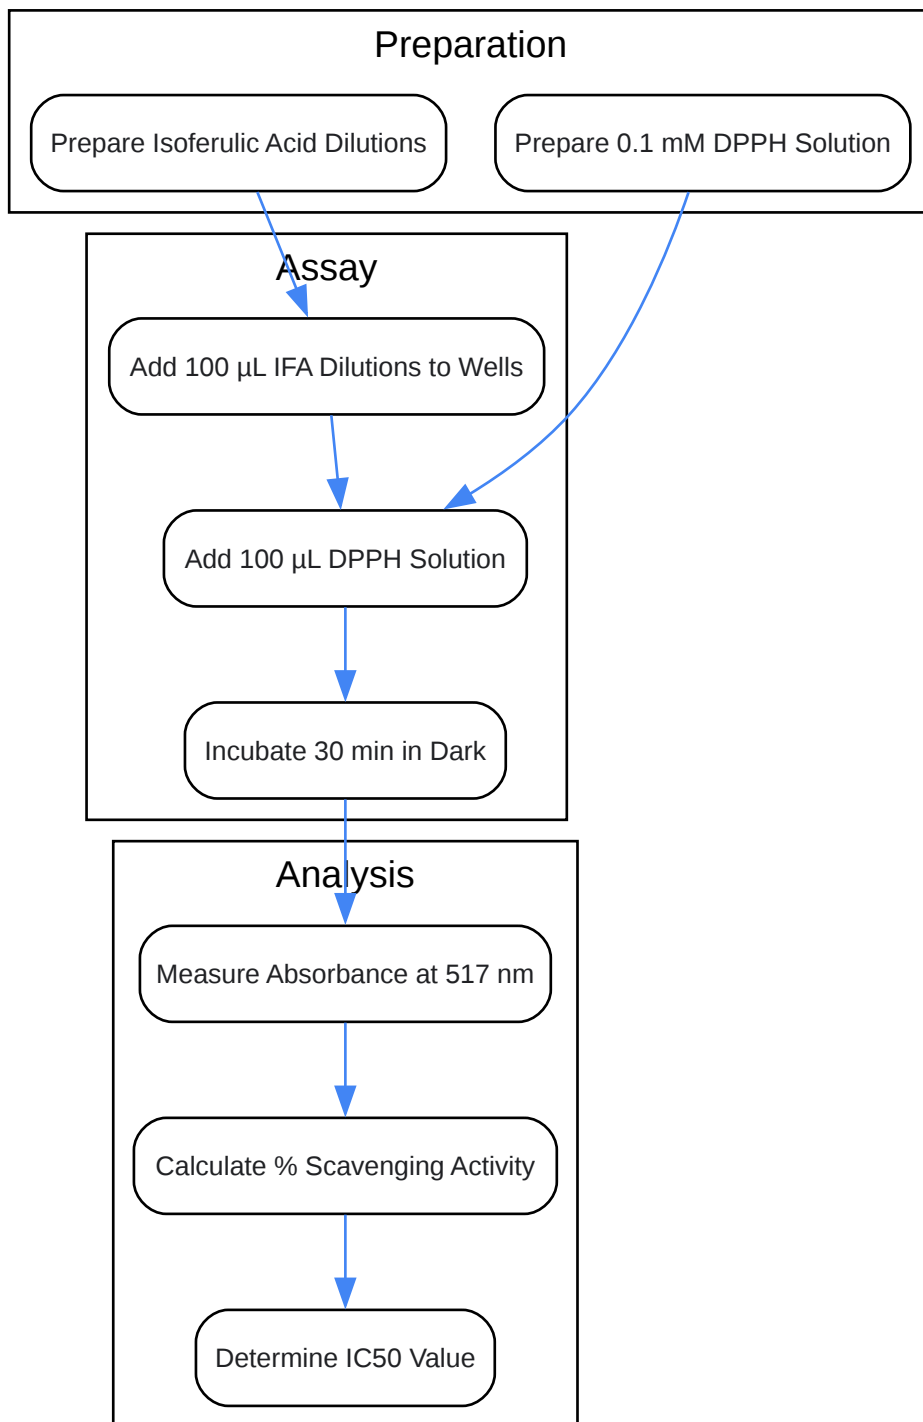 Preparation
Prepare Isoferulic Acid Dilutions
Prepare 0.1 mM DPPH Solution
Assay
Add 100 µL IFA Dilutions to Wells
Add 100 µL DPPH Solution
Incubate 30 min in Dark
Analysis
Measure Absorbance at 517 nm
Calculate % Scavenging Activity
Determine IC50 Value